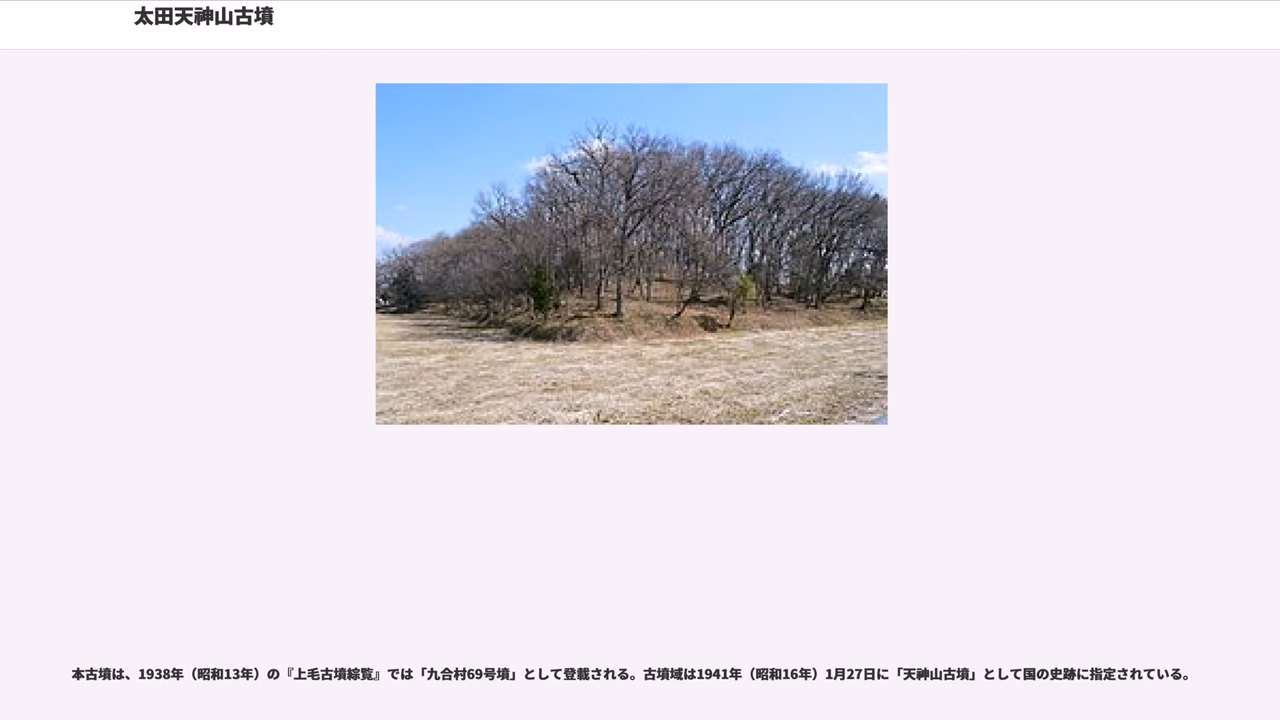 太田天神山古墳
本古墳は、1938年（昭和13年）の『上毛古墳綜覧』では「九合村69号墳」として登載される。古墳域は1941年（昭和16年）1月27日に「天神山古墳」として国の史跡に指定されている。